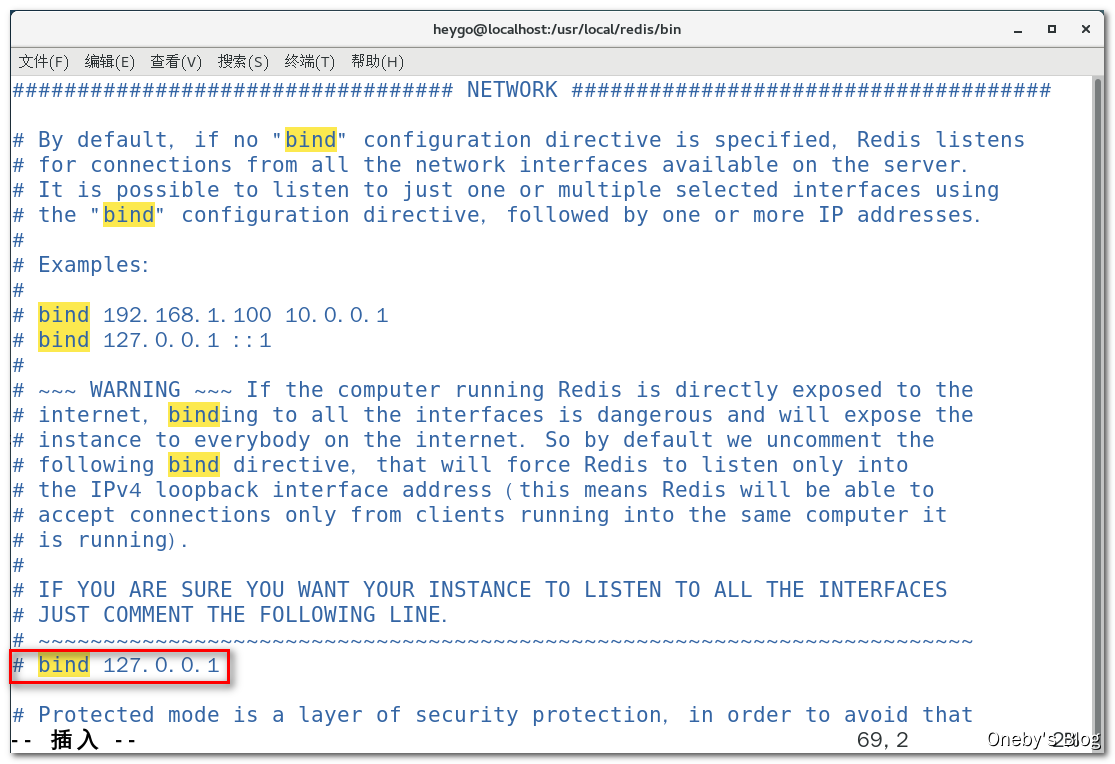 heygo@localhost:/usr/local/redis/bin
文件(F) 编辑(E) 查看(V) 搜索(S) 终端(T) 帮助(H)
################################## NETWORK #####################################
# By default, if no "bind" configuration directive is specified, Redis listens
# for connections from all the network interfaces available on the server.
# It is possible to listen to just one or multiple selected interfaces using
# the "bind" configuration directive, followed by one or more IP addresses.
#
# Examples:
#
# bind 192.168.1.100 10.0.0.1
# bind 127.0.0.1 ::1
#
# ~~~ WARNING ~~~ If the computer running Redis is directly exposed to the
# internet, binding to all the interfaces is dangerous and will expose the
# instance to everybody on the internet. So by default we uncomment the
# following bind directive, that will force Redis to listen only into
# the IPv4 loopback interface address (this means Redis will be able to
# accept connections only from clients running into the same computer it
# is running).
#
# IF YOU ARE SURE YOU WANT YOUR INSTANCE TO LISTEN TO ALL THE INTERFACES
# JUST COMMENT THE FOLLOWING LINE.
# ~~~~~~~~~~~~~~~~~~~~~~~~~~~~~~~~~~~~~~~~~~~~~~~~~~~~~~~~~~~~~~~~~~~~~~~~
# bind 127.0.0.1
# Protected mode is a layer of security protection, in order to avoid that
-- 插入 -- 69,2 2%
Oneby's Blog